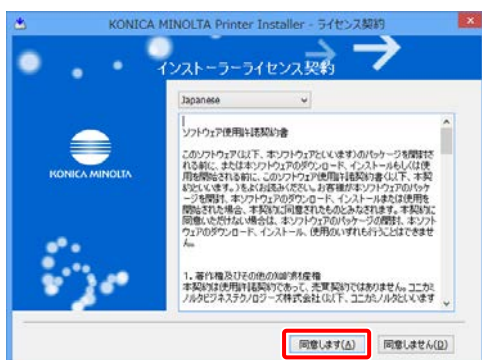 KONICA MINOLTA Printer Installer - ライセンス契約
インストーラーライセンス契約
Japanese
ソフトウェア使用許諾契約書
このソフトウェア(以下、本ソフトウェアといいます)のパッケージを開封さ
れる前に、または本ソフトウェアのダウンロード、インストールもしくは使
用を開始される前に、このソフトウェア使用許諾契約書(以下、本契
約といいます。)をよくお読みください。お客様が本ソフトウェアのパッケ
ージを開封、本ソフトウェアのダウンロード、インストールまたは使用を
開始された場合、本契約に同意されたものとみなされます。本契約に
同意いただけない場合は、本ソフトウェアのパッケージの開封、本ソフト
ウェアのダウンロード、インストール、使用のいずれも行うことはできませ
ん。
1. 著作権及びその他の知的財産権
本契約は使用許諾契約であって、売買契約ではありません。コニカミ
ノルタビジネステクノロジーズ株式会社(以下、コニカミノルタといいます
KONICA MINOLTA
同意します(A)
同意しません(D)